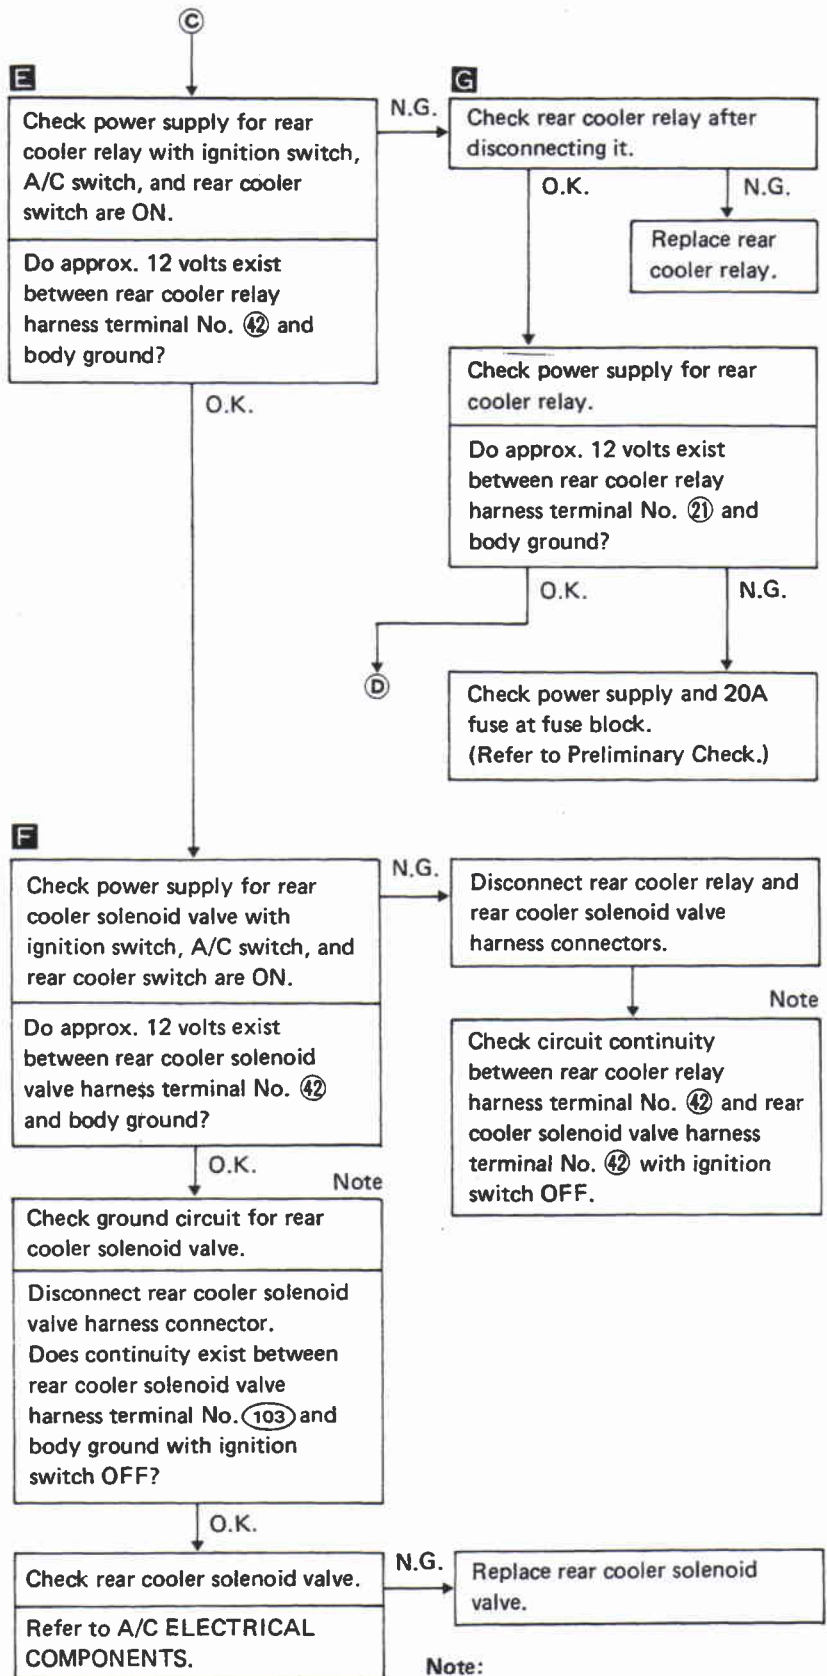 C
E
Check power supply for rear
cooler relay with ignition switch,
A/C switch, and rear cooler
switch are ON.
Do approx. 12 volts exist
between rear cooler relay
harness terminal No. 42 and
body ground?
N.G.
O.K.
G
Check rear cooler relay after
disconnecting it.
O.K.
N.G.
Replace rear
cooler relay.
Check power supply for rear
cooler relay.
Do approx. 12 volts exist
between rear cooler relay
harness terminal No. 21 and
body ground?
O.K.
N.G.
D
Check power supply and 20A
fuse at fuse block.
(Refer to Preliminary Check.)
F
Check power supply for rear
cooler solenoid valve with
ignition switch, A/C switch, and
rear cooler switch are ON.
Do approx. 12 volts exist
between rear cooler solenoid
valve harness terminal No. 42
and body ground?
N.G.
Disconnect rear cooler relay and
rear cooler solenoid valve
harness connectors.
Note
Check circuit continuity
between rear cooler relay
harness terminal No. 42 and rear
cooler solenoid valve harness
terminal No. 42 with ignition
switch OFF.
O.K.
Note
Check ground circuit for rear
cooler solenoid valve.
Disconnect rear cooler solenoid
valve harness connector.
Does continuity exist between
rear cooler solenoid valve
harness terminal No. 103 and
body ground with ignition
switch OFF?
O.K.
Check rear cooler solenoid valve.
Refer to A/C ELECTRICAL
COMPONENTS.
N.G.
Replace rear cooler solenoid
valve.
Note: